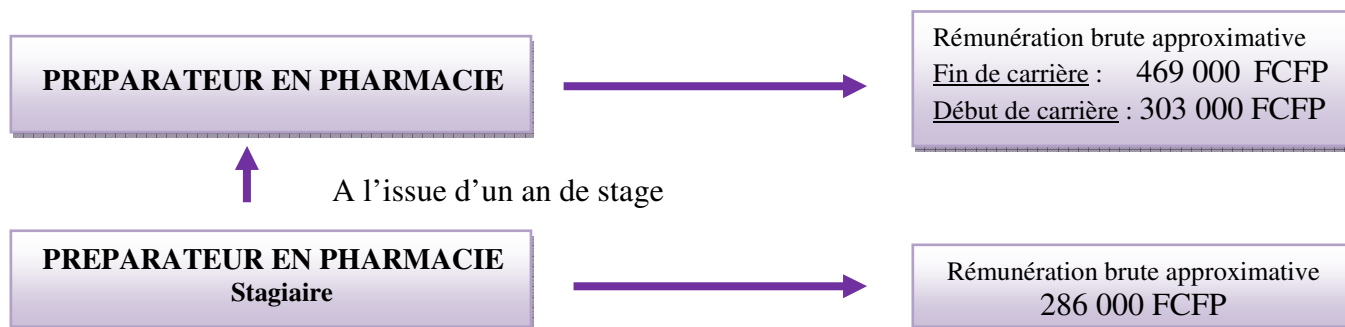 PREPARATEUR EN PHARMACIE
Rémunération brute approximative
Fin de carrière : 469 000 FCFP
Début de carrière : 303 000 FCFP
A l’issue d’un an de stage
PREPARATEUR EN PHARMACIE
Stagiaire
Rémunération brute approximative
286 000 FCFP